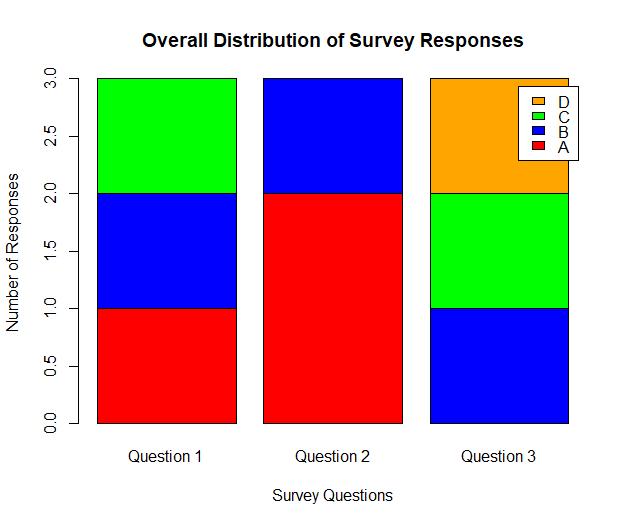 Overall Distribution of Survey Responses
Number of Responses
3.0
2.5
2.0
1.5
1.0
0.5
0.0
D
C
B
A
Question 1
Question 2
Question 3
Survey Questions